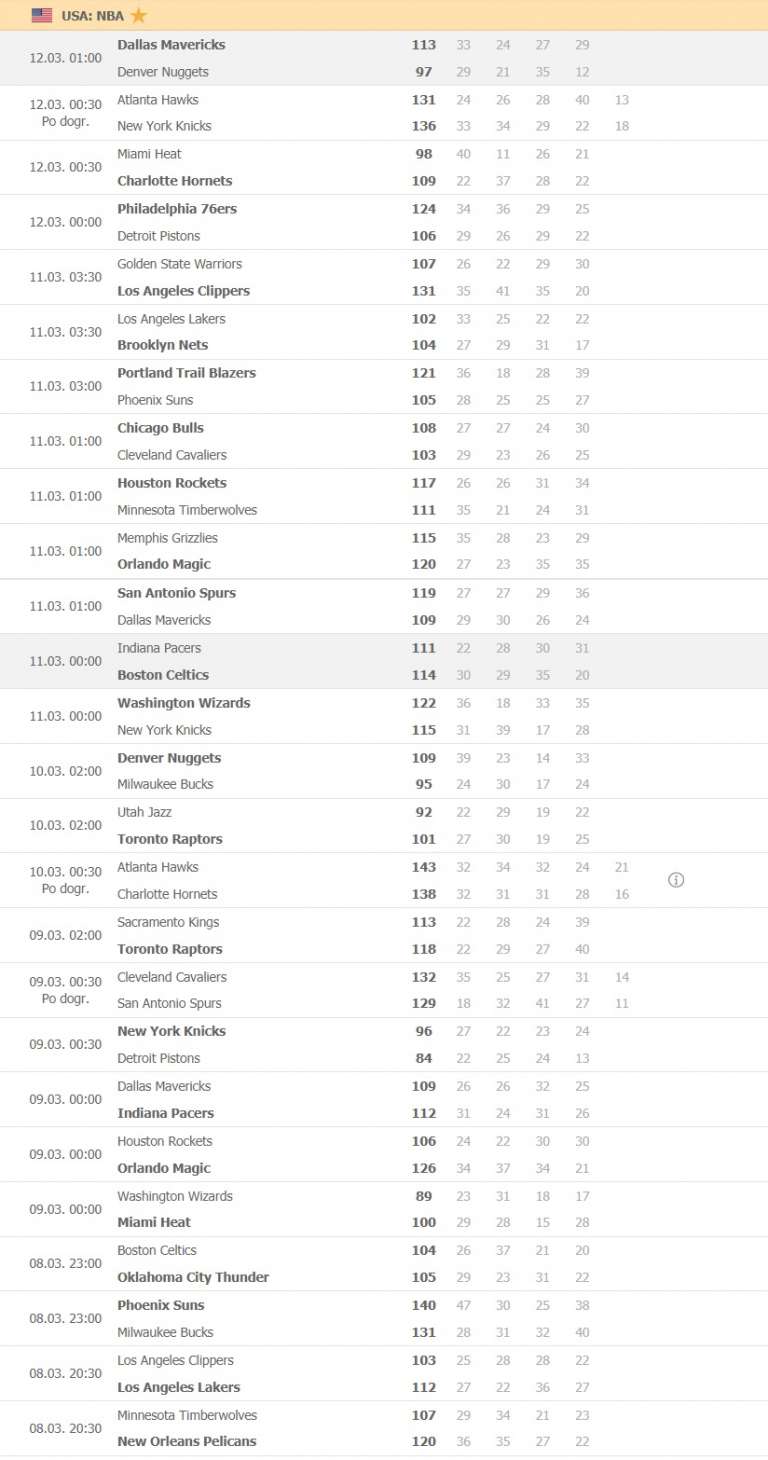 USA: NBA
12.03. 01:00
Dallas Mavericks 113 33 24 27 29
Denver Nuggets 97 29 21 35 12
12.03. 00:30
Po dogr.
Atlanta Hawks 131 24 26 28 40 13
New York Knicks 136 33 34 29 22 18
12.03. 00:30
Miami Heat 98 40 11 26 21
Charlotte Hornets 109 22 37 28 22
12.03. 00:00
Philadelphia 76ers 124 34 36 29 25
Detroit Pistons 106 29 26 29 22
11.03. 03:30
Golden State Warriors 107 26 22 29 30
Los Angeles Clippers 131 35 41 35 20
11.03. 03:30
Los Angeles Lakers 102 33 25 22 22
Brooklyn Nets 104 27 29 31 17
11.03. 03:00
Portland Trail Blazers 121 36 18 28 39
Phoenix Suns 105 28 25 25 27
11.03. 01:00
Chicago Bulls 108 27 27 24 30
Cleveland Cavaliers 103 29 23 26 25
11.03. 01:00
Houston Rockets 117 26 26 31 34
Minnesota Timberwolves 111 35 21 24 31
11.03. 01:00
Memphis Grizzlies 115 35 28 23 29
Orlando Magic 120 27 23 35 35
11.03. 01:00
San Antonio Spurs 119 27 27 29 36
Dallas Mavericks 109 29 30 26 24
11.03. 00:00
Indiana Pacers 111 22 28 30 31
Boston Celtics 114 30 29 35 20
11.03. 00:00
Washington Wizards 122 36 18 33 35
New York Knicks 115 31 39 17 28
10.03. 02:00
Denver Nuggets 109 39 23 14 33
Milwaukee Bucks 95 24 30 17 24
10.03. 02:00
Utah Jazz 92 22 29 19 22
Toronto Raptors 101 27 30 19 25
10.03. 00:30
Po dogr.
Atlanta Hawks 143 32 34 32 24 21
Charlotte Hornets 138 32 31 31 28 16
09.03. 02:00
Sacramento Kings 113 22 28 24 39
Toronto Raptors 118 22 29 27 40
09.03. 00:30
Po dogr.
Cleveland Cavaliers 132 35 25 27 31 14
San Antonio Spurs 129 18 32 41 27 11
09.03. 00:30
New York Knicks 96 27 22 23 24
Detroit Pistons 84 22 25 24 13
09.03. 00:00
Dallas Mavericks 109 26 26 32 25
Indiana Pacers 112 31 24 31 26
09.03. 00:00
Houston Rockets 106 24 22 30 30
Orlando Magic 126 34 37 34 21
09.03. 00:00
Washington Wizards 89 23 31 18 17
Miami Heat 100 29 28 15 28
08.03. 23:00
Boston Celtics 104 26 37 21 20
Oklahoma City Thunder 105 29 23 31 22
08.03. 23:00
Phoenix Suns 140 47 30 25 38
Milwaukee Bucks 131 28 31 32 40
08.03. 20:30
Los Angeles Clippers 103 25 28 28 22
Los Angeles Lakers 112 27 22 36 27
08.03. 20:30
Minnesota Timberwolves 107 29 34 21 23
New Orleans Pelicans 120 36 35 27 22